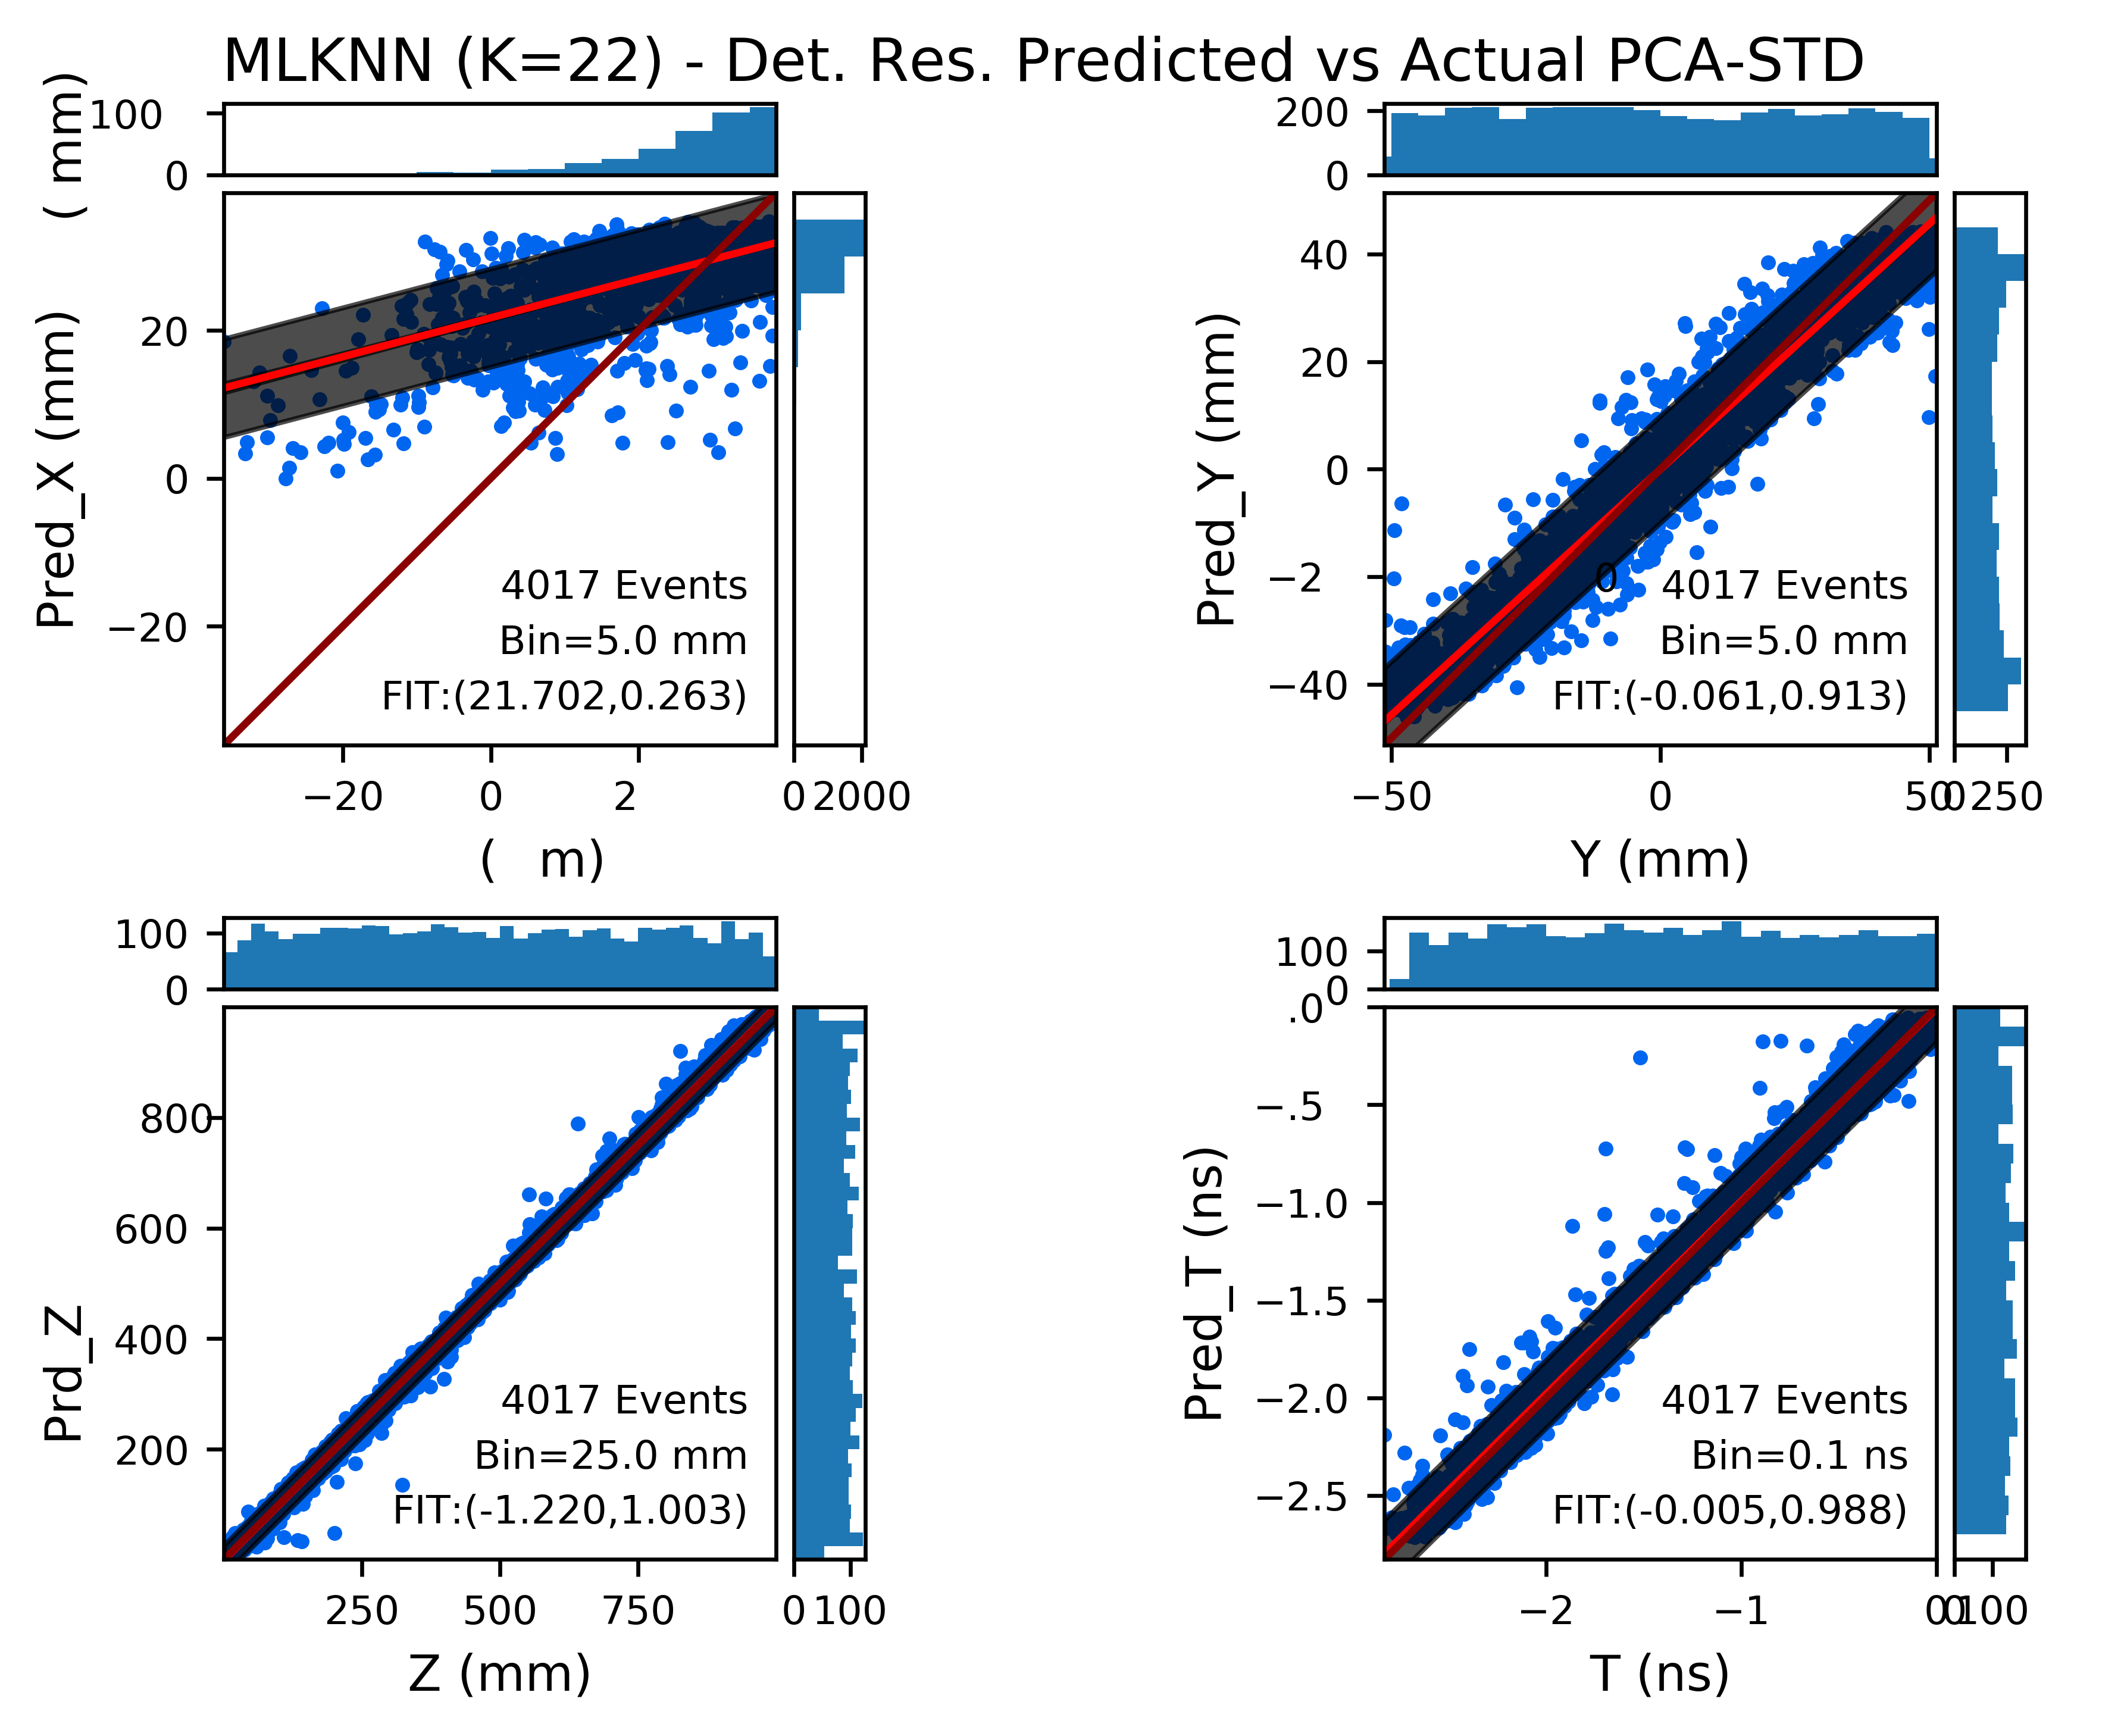 MLKNN (K=22) - Det. Res. Predicted vs Actual PCA-STD
( mm)
100
0
Pred_X (mm)
20
0
−20
4017 Events
Bin=5.0 mm
FIT:(21.702,0.263)
−20 0 2 0 2000
( m)
200
0
Pred_Y (mm)
40
20
0
−2 0
−40
4017 Events
Bin=5.0 mm
FIT:(-0.061,0.913)
−50 0 50 0 250
Y (mm)
100
0
Prd_Z
800
600
400
200
4017 Events
Bin=25.0 mm
FIT:(-1.220,1.003)
250 500 750 0 100
Z (mm)
100
0
Pred_T (ns)
.0
−.5
−1.0
−1.5
−2.0
−2.5
4017 Events
Bin=0.1 ns
FIT:(-0.005,0.988)
−2 −1 0 0 100
T (ns)